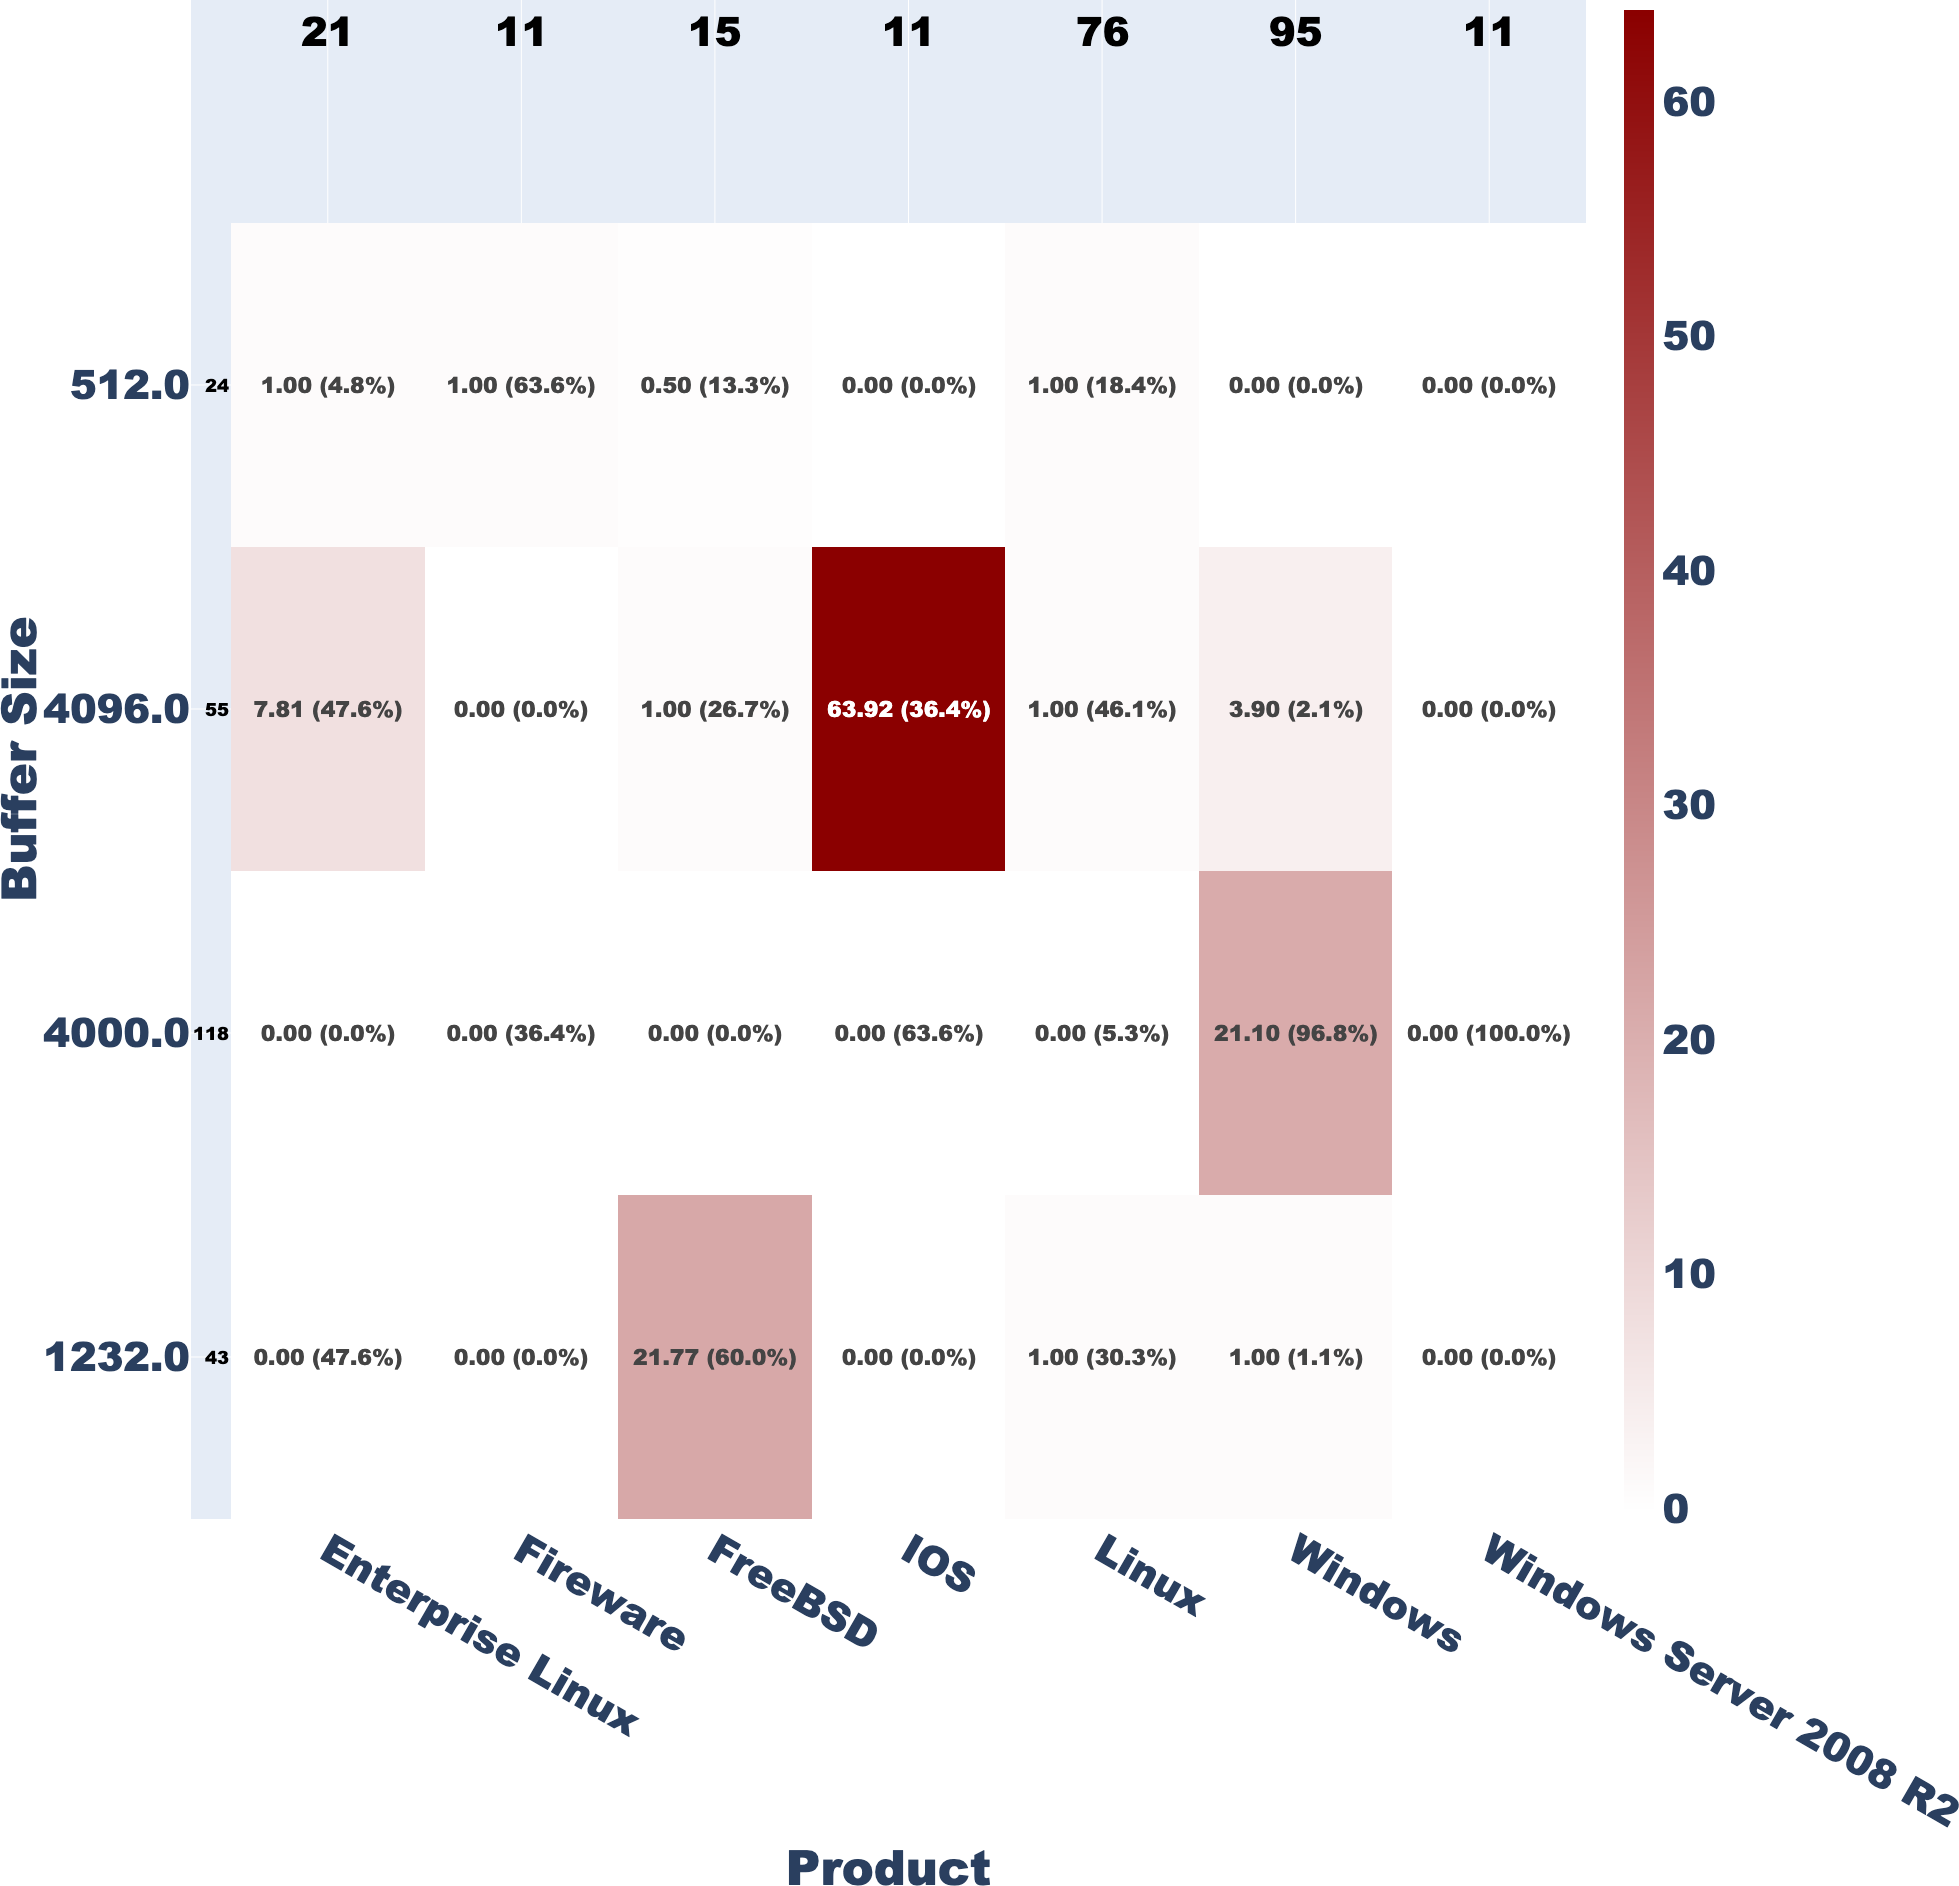 21 11 15 11 76 95 11
60
50
40
30
20
10
0
Buffer Size
512.0 24 1.00 (4.8%) 1.00 (63.6%) 0.50 (13.3%) 0.00 (0.0%) 1.00 (18.4%) 0.00 (0.0%) 0.00 (0.0%)
4096.0 55 7.81 (47.6%) 0.00 (0.0%) 1.00 (26.7%) 63.92 (36.4%) 1.00 (46.1%) 3.90 (2.1%) 0.00 (0.0%)
4000.0 118 0.00 (0.0%) 0.00 (36.4%) 0.00 (0.0%) 0.00 (63.6%) 0.00 (5.3%) 21.10 (96.8%) 0.00 (100.0%)
1232.0 43 0.00 (47.6%) 0.00 (0.0%) 21.77 (60.0%) 0.00 (0.0%) 1.00 (30.3%) 1.00 (1.1%) 0.00 (0.0%)
Enterprise Linux
Fireware
FreeBSD
IOS
Linux
Windows
Windows Server 2008 R2
Product